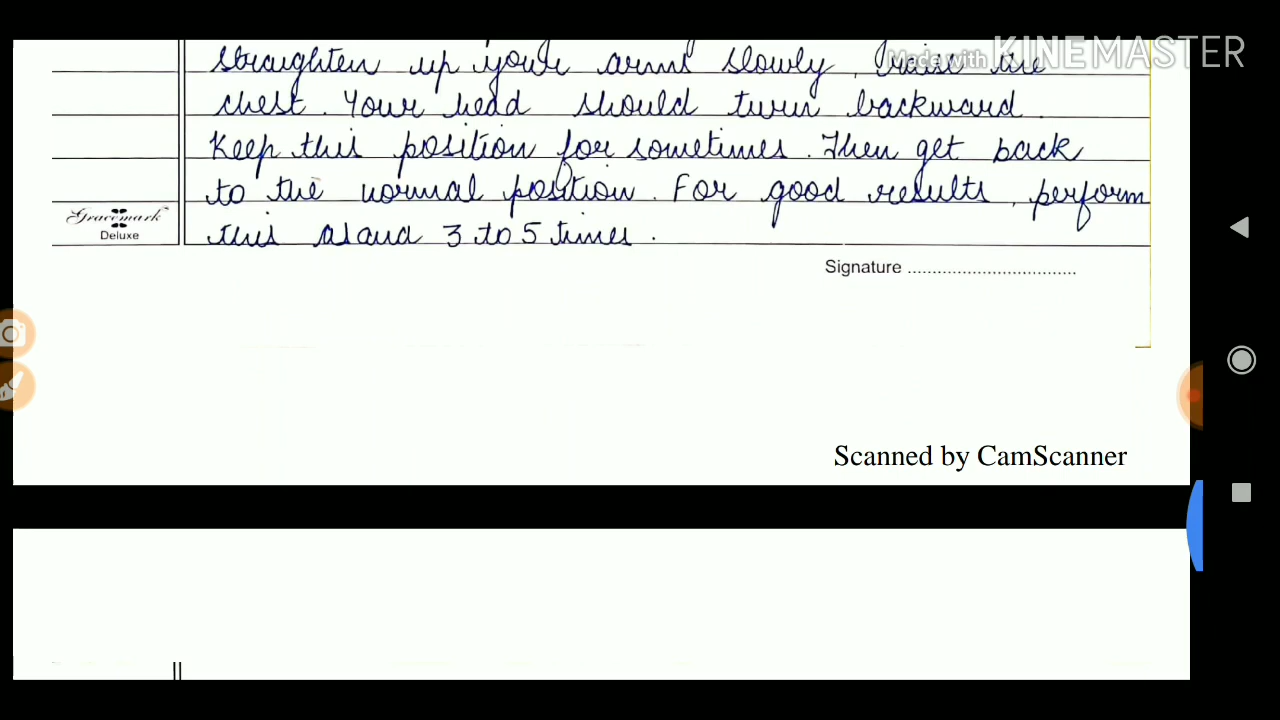 Made with KINEMASTER
straighten up your arms slowly, raise the
chest. Your head should turn backward.
Keep this position for sometimes. Then get back
to the normal position. For good results, perform
this asana 3 to 5 times.
Gracemark
Deluxe
Signature ..................................
Scanned by CamScanner